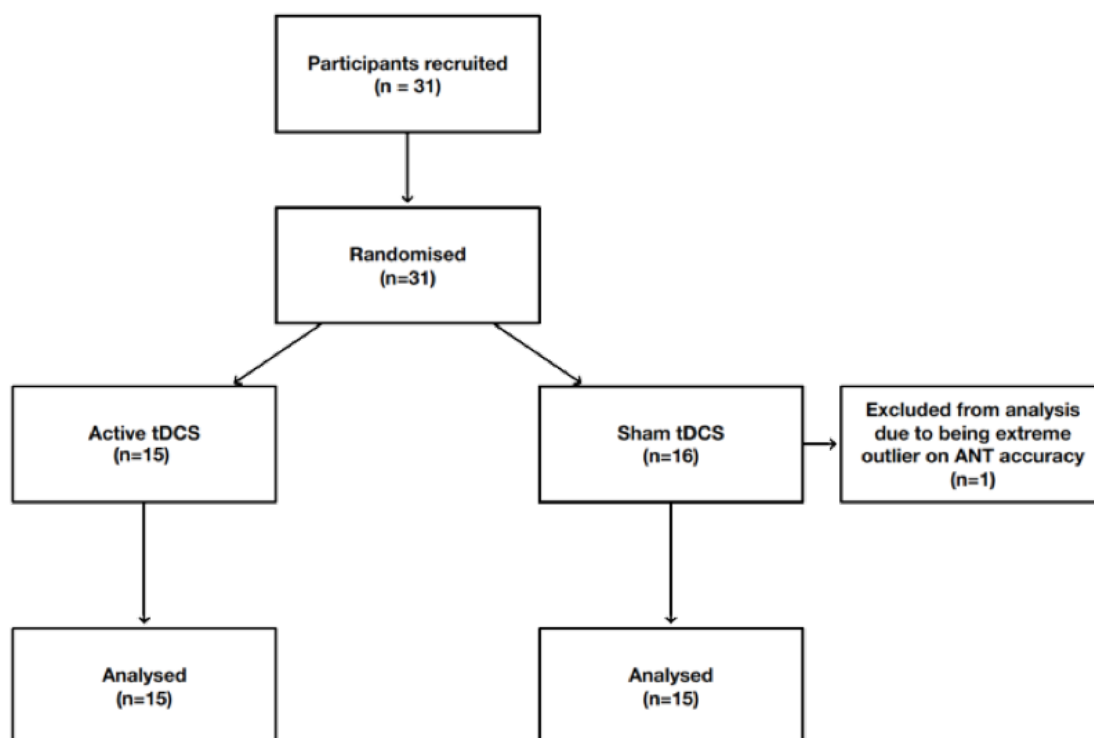 Participants recruited
(n = 31)
Randomised
(n=31)
Active tDCS
(n=15)
Sham tDCS
(n=16)
Excluded from analysis
due to being extreme
outlier on ANT accuracy
(n=1)
Analysed
(n=15)
Analysed
(n=15)